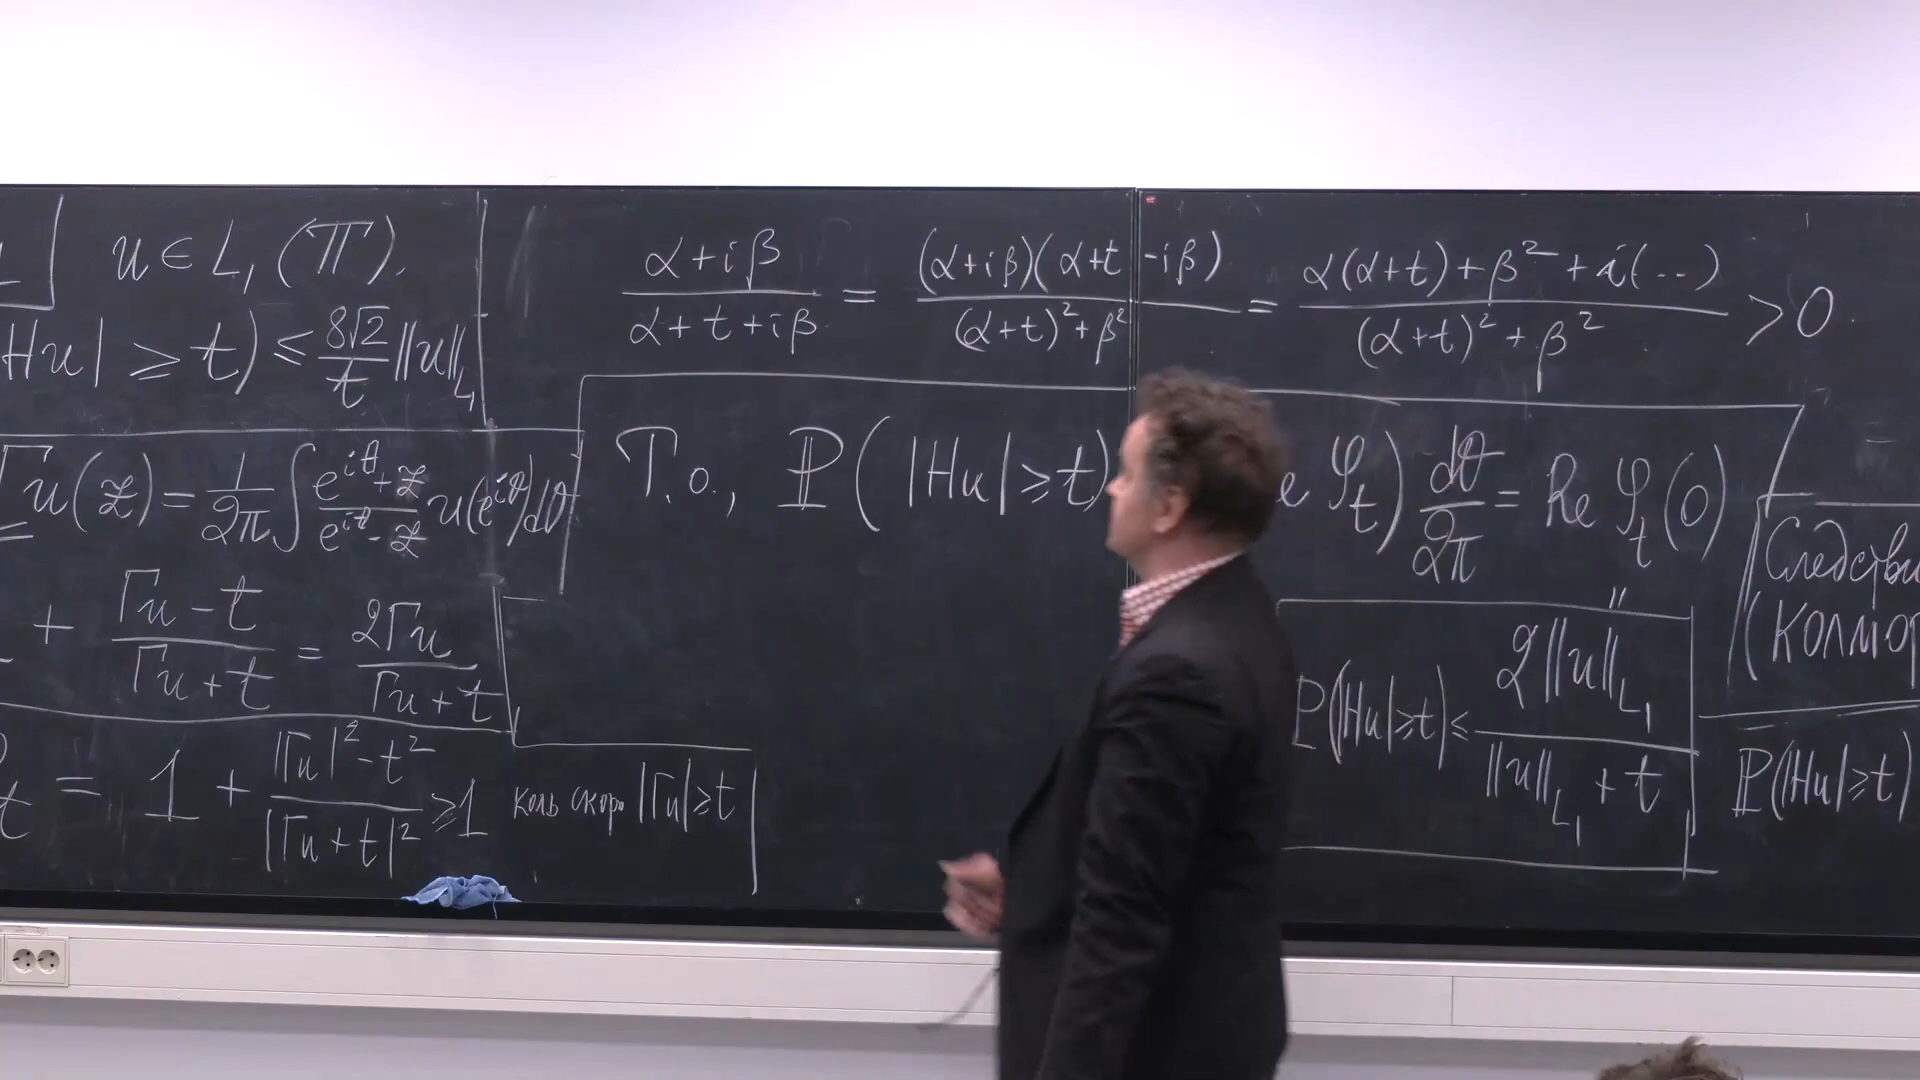 u ∈ L₁(𝕋).
Hu| ≥ t) ≤ 8√2/t ‖u‖_{L₁}
Γu(z) = 1/2π ∫ (e^{iθ}+z)/(e^{iθ}-z) u(e^{iθ})dθ
+ (Γu - t)/(Γu + t) = 2Γu/(Γu + t)
t = 1 + (|Γu|² - t²)/|Γu + t|² ≥ 1 коль скоро |Γu| ≥ t
(α+iβ)/(α+t+iβ) = (α+iβ)(α+t-iβ)/((α+t)²+β²) = (α(α+t)+β²+i(..))/((α+t)²+β²) > 0.
Т.о., ℙ(|Hu| ≥ t) e φ_t) dθ/2π = Re φ_t(0)
"
P(|Hu| ≥ t) ≤ 2‖u‖_{L₁}/(‖u‖_{L₁} + t)
Следстви
(Колмог
ℙ(|Hu| ≥ t)